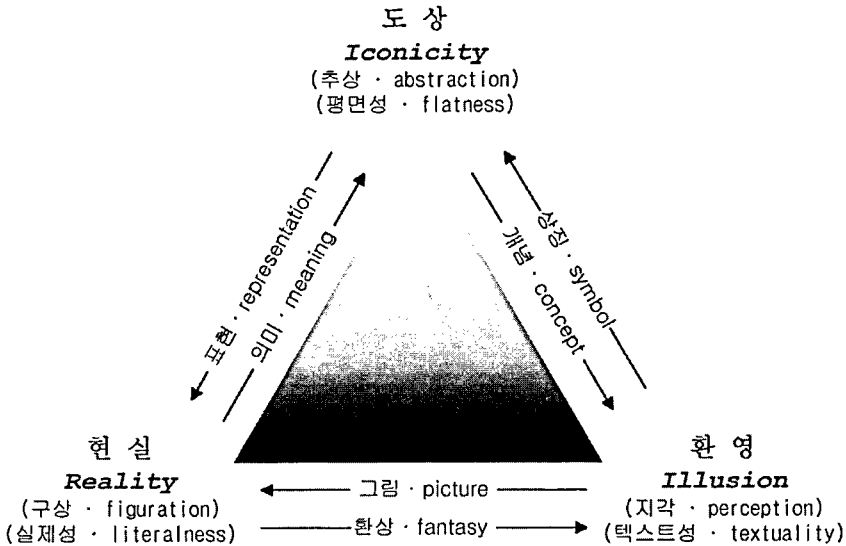 도 상
Iconicity
(추상 · abstraction)
(평면성 · flatness)
표현 · representation
의미 · meaning
개념 · concept
상징 · symbol
현 실
Reality
(구상 · figuration)
(실제성 · literalness)
그림 · picture
환상 · fantasy
환 영
Illusion
(지각 · perception)
(텍스트성 · textuality)